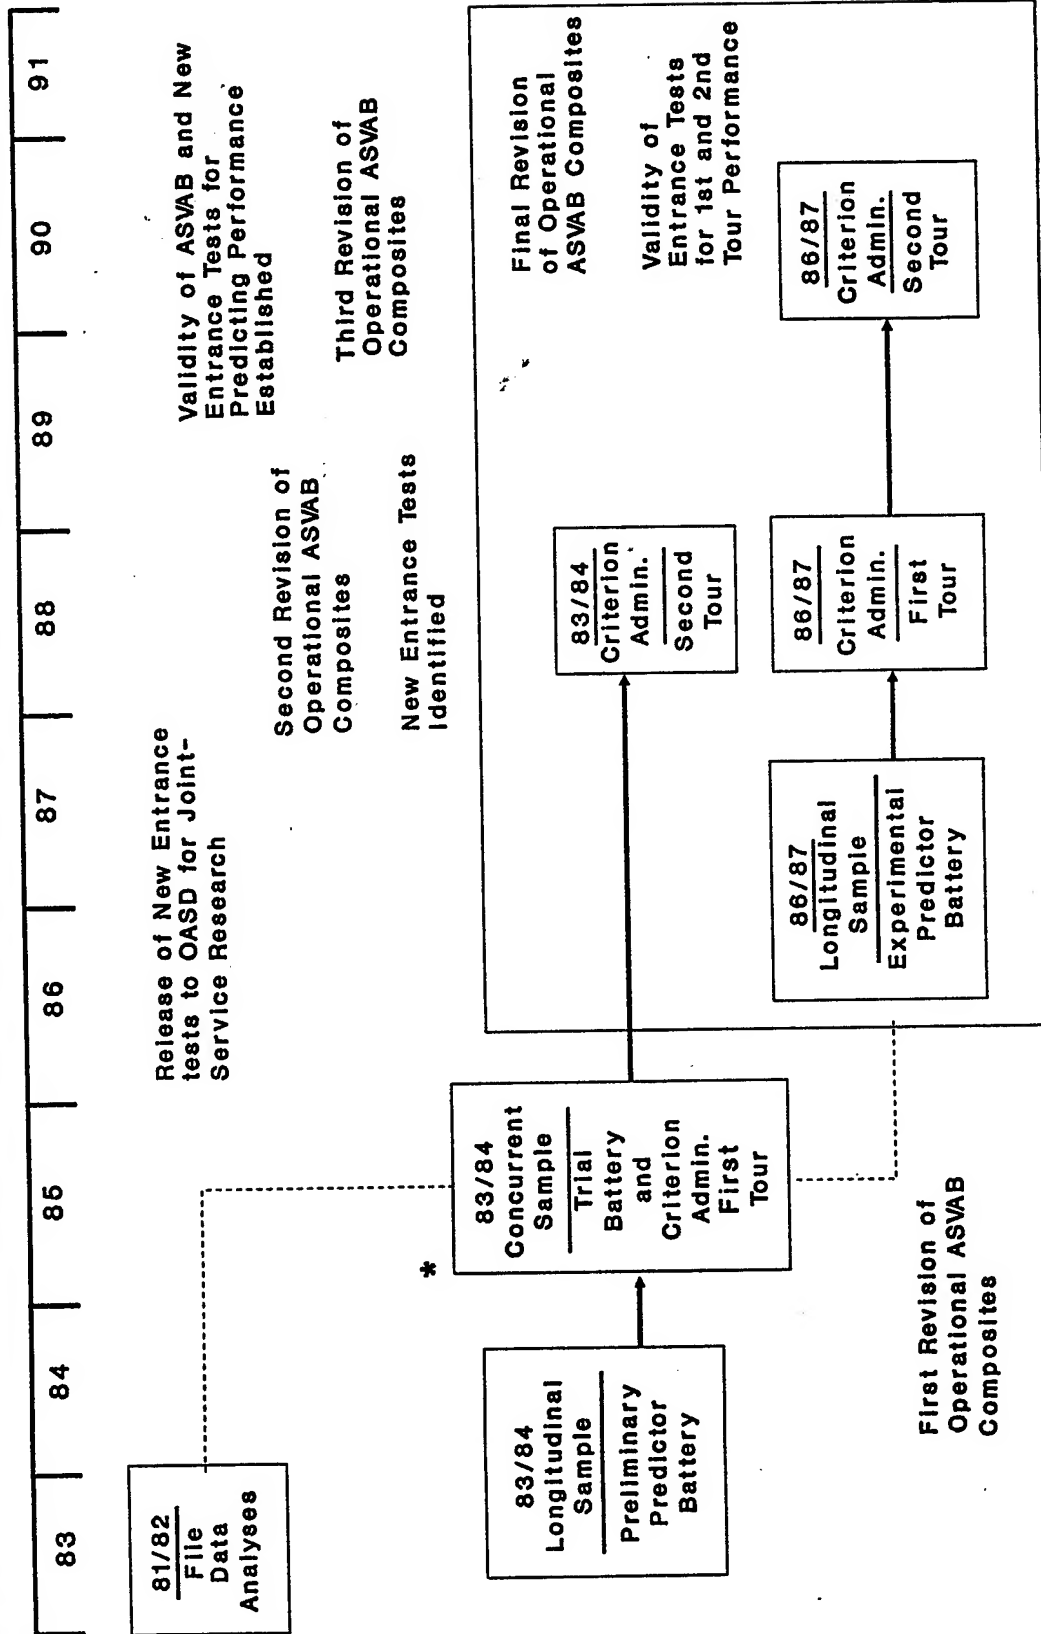 83 84 85 86 87 88 89 90 91
81/82
File
Data
Analyses
Release of New Entrance
tests to OASD for Joint-
Service Research
Validity of ASVAB and New
Entrance Tests for
Predicting Performance
Established
Second Revision of
Operational ASVAB
Composites
Third Revision of
Operational ASVAB
Composites
New Entrance Tests
Identified
83/84
Longitudinal
Sample
Preliminary
Predictor
Battery
*
83/84
Concurrent
Sample
Trial
Battery
and
Criterion
Admin.
First
Tour
83/84
Criterion
Admin.
Second
Tour
Final Revision
of Operational
ASVAB Composites
Validity of
Entrance Tests
for 1st and 2nd
Tour Performance
86/87
Longitudinal
Sample
Experimental
Predictor
Battery
86/87
Criterion
Admin.
First
Tour
86/87
Criterion
Admin.
Second
Tour
First Revision of
Operational ASVAB
Composites